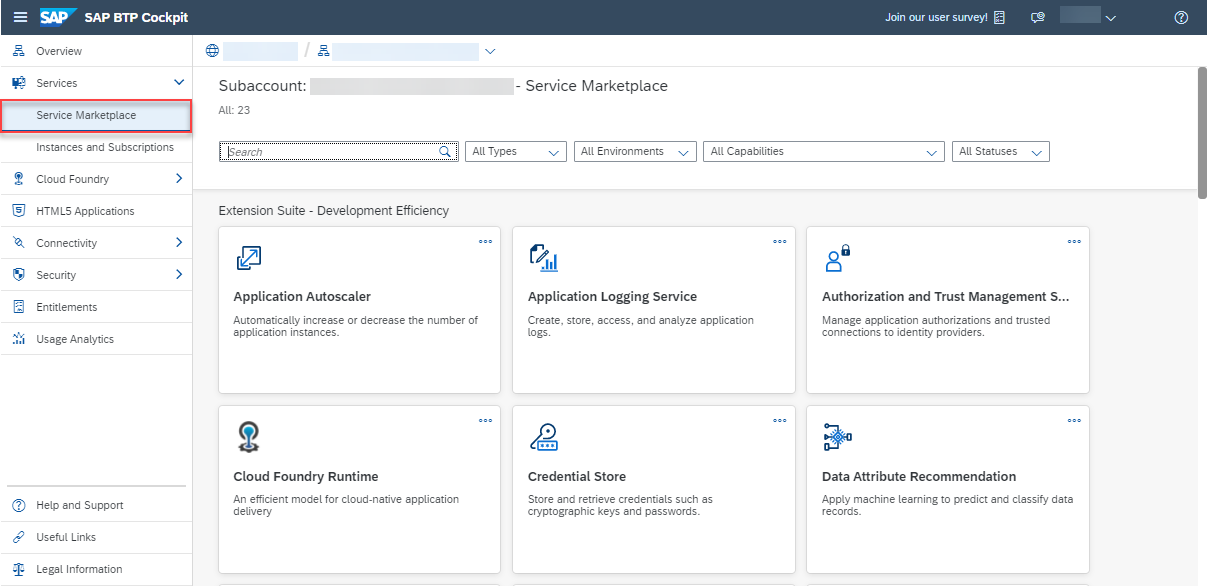 SAP SAP BTP Cockpit
Join our user survey!
Overview
Services
Service Marketplace
Instances and Subscriptions
Cloud Foundry
HTML5 Applications
Connectivity
Security
Entitlements
Usage Analytics
Help and Support
Useful Links
Legal Information
/
Subaccount: - Service Marketplace
All: 23
Search
All Types
All Environments
All Capabilities
All Statuses
Extension Suite - Development Efficiency
Application Autoscaler
Automatically increase or decrease the number of
application instances.
Application Logging Service
Create, store, access, and analyze application
logs.
Authorization and Trust Management S...
Manage application authorizations and trusted
connections to identity providers.
Cloud Foundry Runtime
An efficient model for cloud-native application
delivery
Credential Store
Store and retrieve credentials such as
cryptographic keys and passwords.
Data Attribute Recommendation
Apply machine learning to predict and classify data
records.